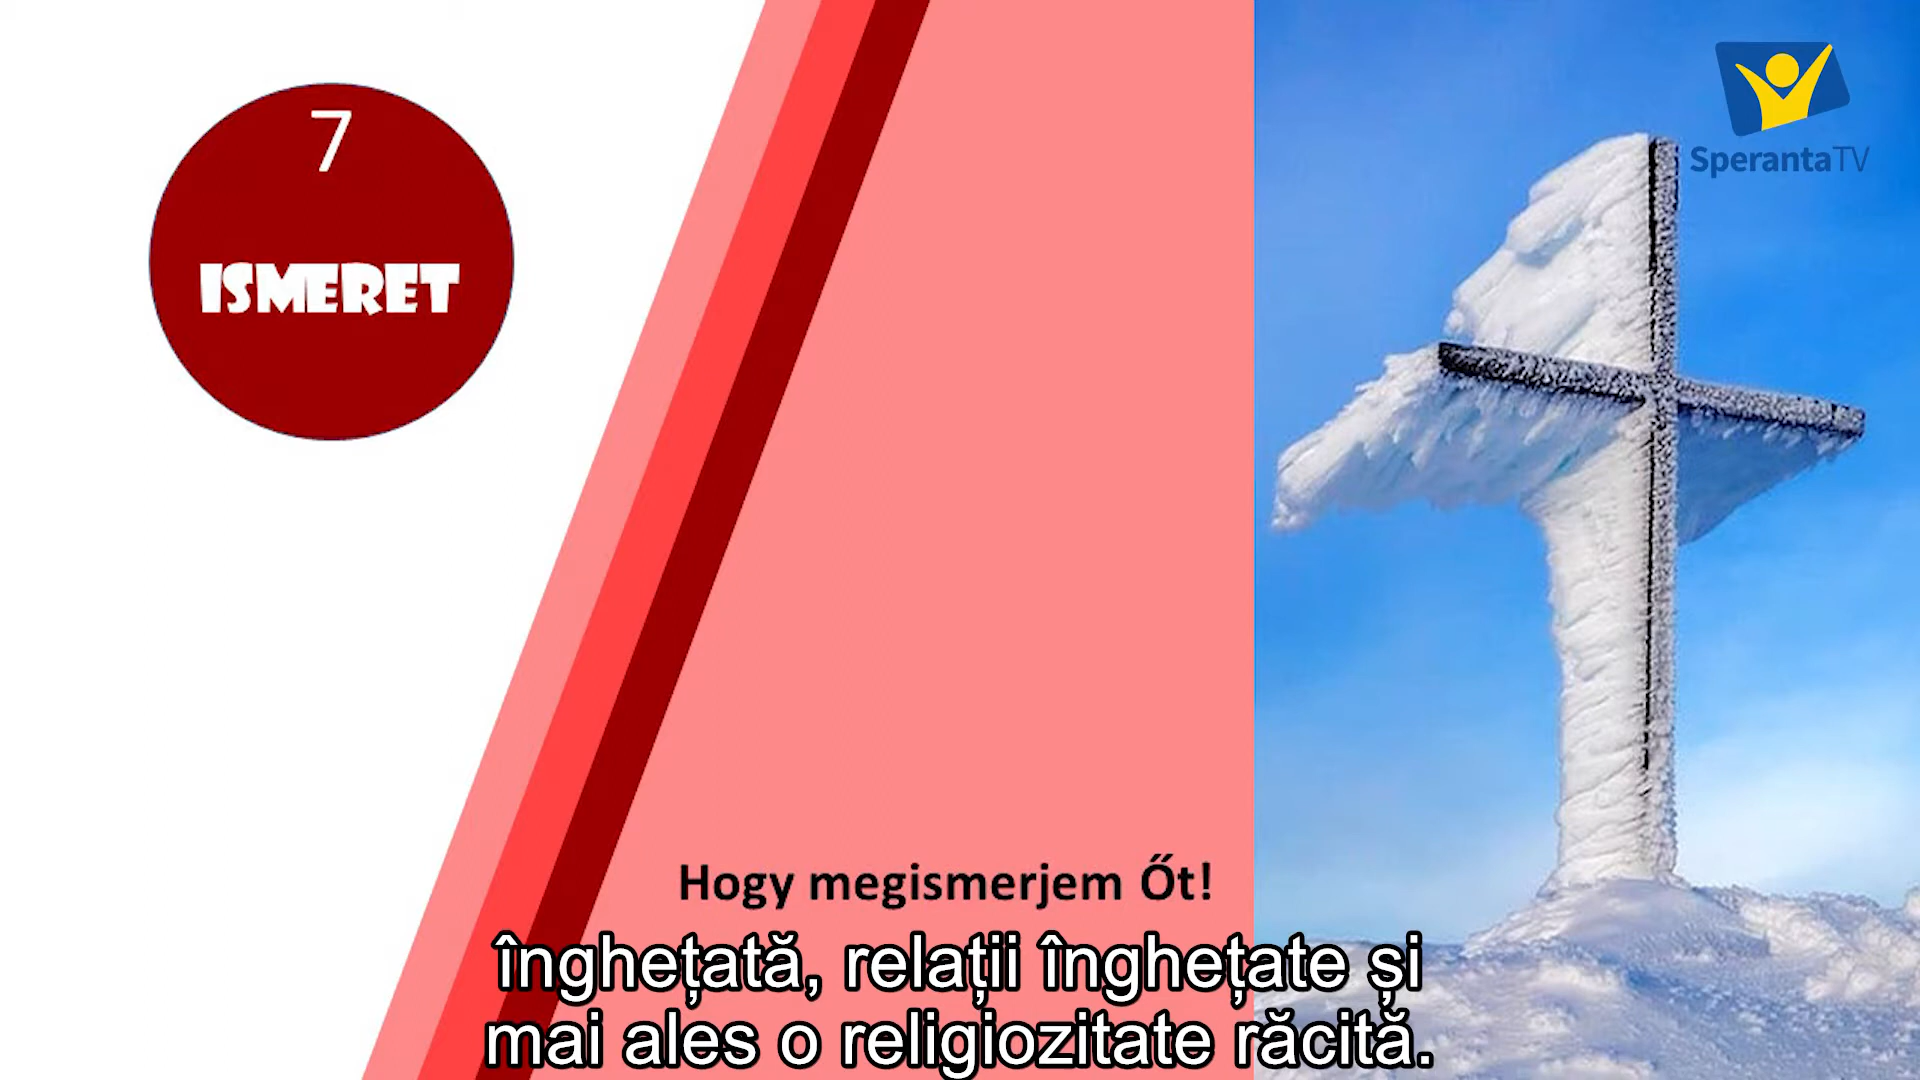 7
ISMERET
SperantaTV
Hogy megismerjem Őt!
înghețată, relații înghețate și
mai ales o religiozitate răcită.